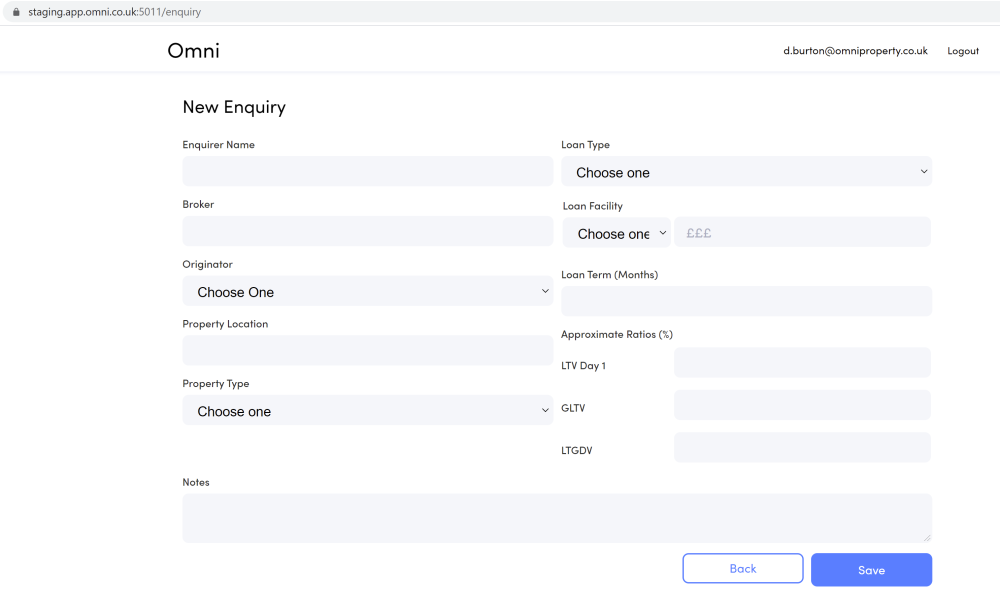 staging.app.omni.co.uk:5011/enquiry
Omni
d.burton@omniproperty.co.uk Logout
New Enquiry
Enquirer Name
Broker
Originator
Choose One
Property Location
Property Type
Choose one
Loan Type
Choose one
Loan Facility
Choose one £££
Loan Term (Months)
Approximate Ratios (%)
LTV Day 1
GLTV
LTGDV
Notes
Back Save